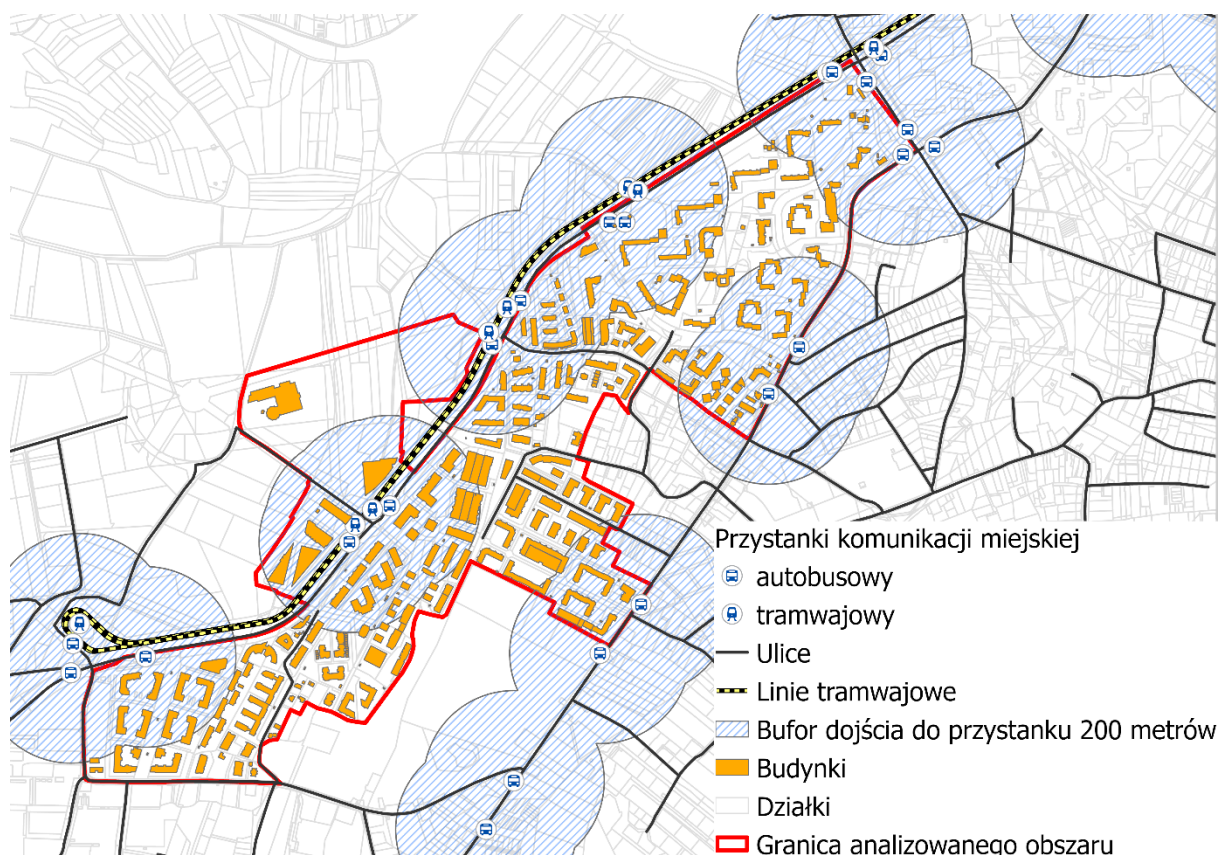 Przystanki komunikacji miejskiej
autobusowy
tramwajowy
Ulice
Linie tramwajowe
Bufor dojścia do przystanku 200 metrów
Budynki
Działki
Granica analizowanego obszaru